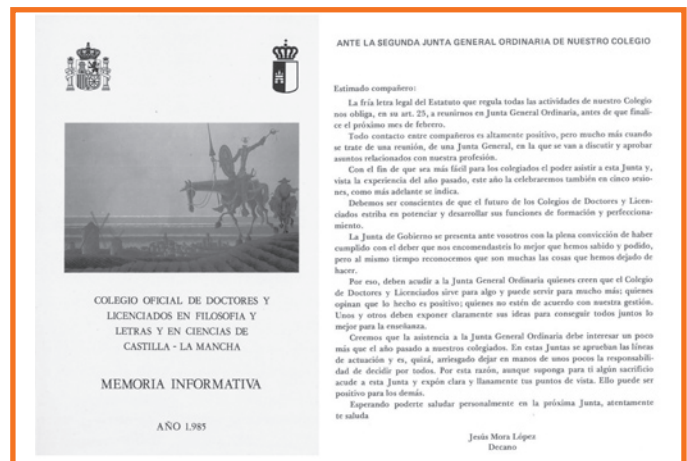 COLEGIO OFICIAL DE DOCTORES Y
LICENCIADOS EN FILOSOFIA Y
LETRAS Y EN CIENCIAS DE
CASTILLA - LA MANCHA
MEMORIA INFORMATIVA
AÑO 1.985
ANTE LA SEGUNDA JUNTA GENERAL ORDINARIA DE NUESTRO COLEGIO
Estimado compañero:
La fría letra legal del Estatuto que regula todas las actividades de nuestro Colegio
nos obliga, en su art. 25, a reunirnos en Junta General Ordinaria, antes de que finali-
ce el próximo mes de febrero.
Todo contacto entre compañeros es altamente positivo, pero mucho más cuando
se trate de una reunión, de una Junta General, en la que se van a discutir y aprobar
asuntos relacionados con nuestra profesión.
Con el fin de que sea más fácil para los colegiados el poder asistir a esta Junta y,
vista la experiencia del año pasado, este año la celebraremos también en cinco sesio-
nes, como más adelante se indica.
Debemos ser conscientes de que el futuro de los Colegios de Doctores y Licen-
ciados estriba en potenciar y desarrollar sus funciones de formación y perfecciona-
miento.
La Junta de Gobierno se presenta ante vosotros con la plena convicción de haber
cumplido con el deber que nos encomendasteis lo mejor que hemos sabido y podido,
pero al mismo tiempo reconocemos que son muchas las cosas que hemos dejado de
hacer.
Por eso, deben acudir a la Junta General Ordinaria quienes creen que el Colegio
de Doctores y Licenciados sirve para algo y puede servir para mucho más; quienes
opinan que lo hecho es positivo; quienes no estén de acuerdo con nuestra gestión.
Unos y otros deben exponer claramente sus ideas para conseguir todos juntos lo
mejor para la enseñanza.
Creemos que la asistencia a la Junta General Ordinaria debe interesar un poco
más que el año pasado a nuestros colegiados. En estas Juntas se aprueban las líneas
de actuación y es, quizá, arriesgado dejar en manos de unos pocos la responsabili-
dad de decidir por todos. Por esta razón, aunque suponga para ti algún sacrificio
acude a esta Junta y expón clara y llanamente tus puntos de vista. Ello puede ser
positivo para los demás.
Esperando poderte saludar personalmente en la próxima Junta, atentamente
te saluda
Jesús Mora López
Decano